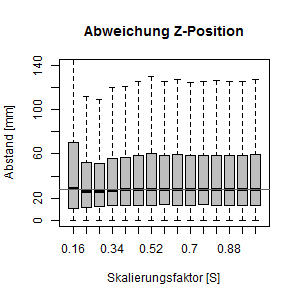 Abweichung Z-Position
Abstand [mm]
140
60
20
0
0.16 0.34 0.52 0.7 0.88
Skalierungsfaktor [S]